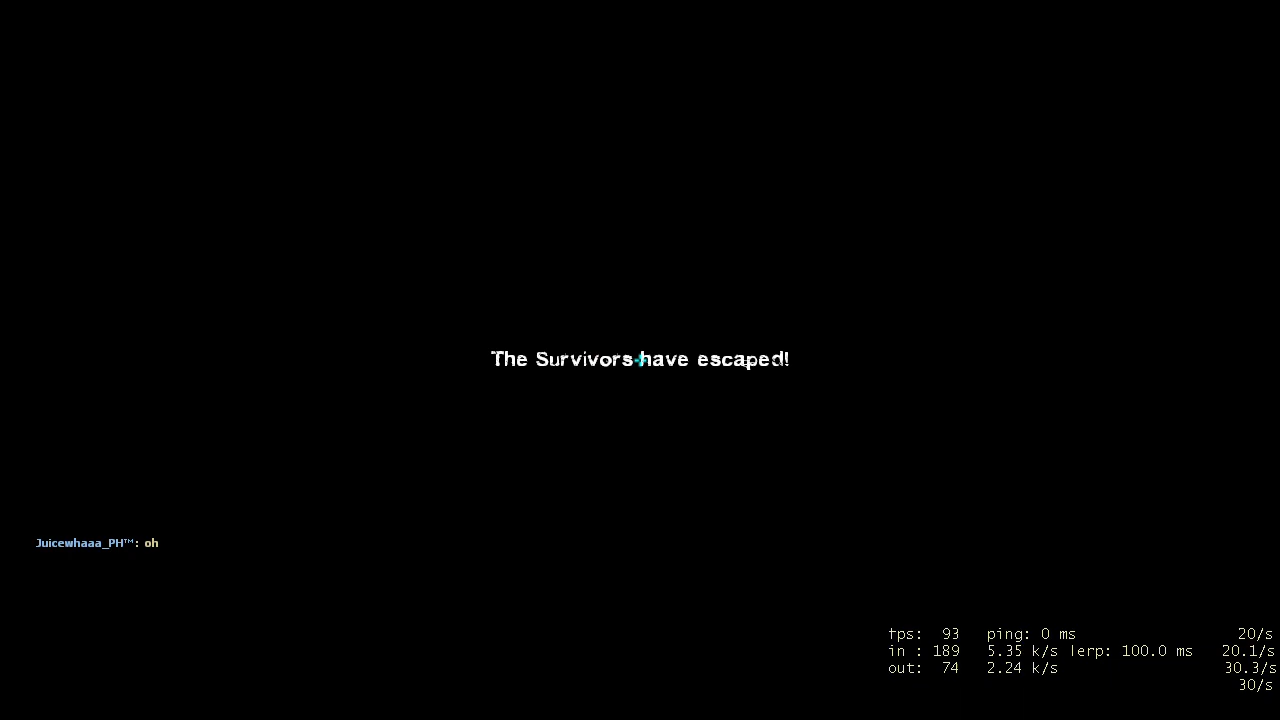 The Survivors have escaped!
Juicewhaaa_PH™: oh
fps: 93 ping: 0 ms 20/s
in : 189 5.35 k/s lerp: 100.0 ms 20.1/s
out: 74 2.24 k/s 30.3/s
30/s